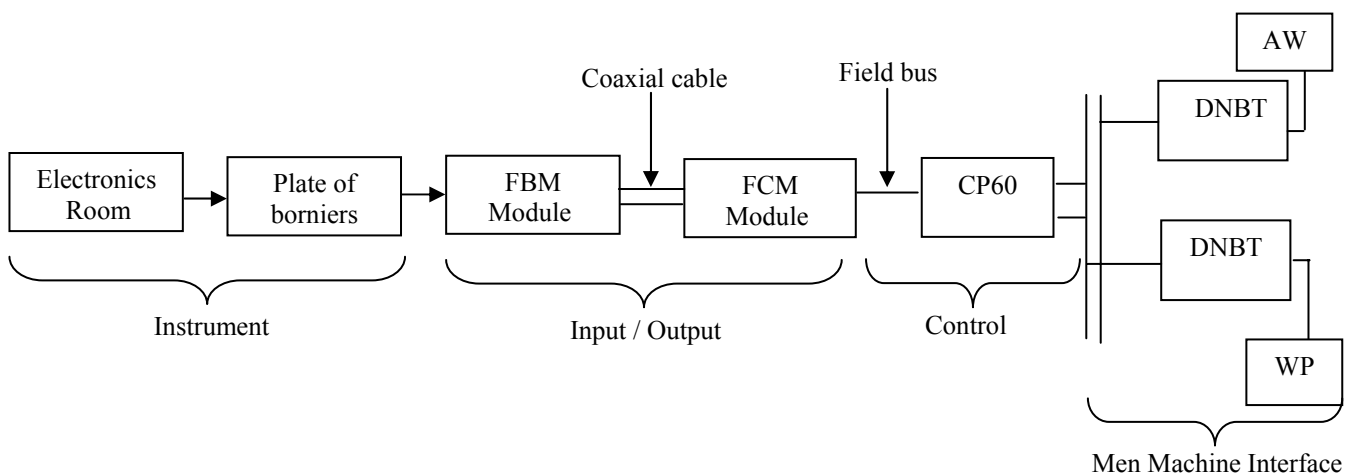 AW
Coaxial cable
Field bus
DNBT
Electronics
Room
Plate of
borniers
FBM
Module
FCM
Module
CP60
DNBT
Instrument
Input / Output
Control
WP
Men Machine Interface